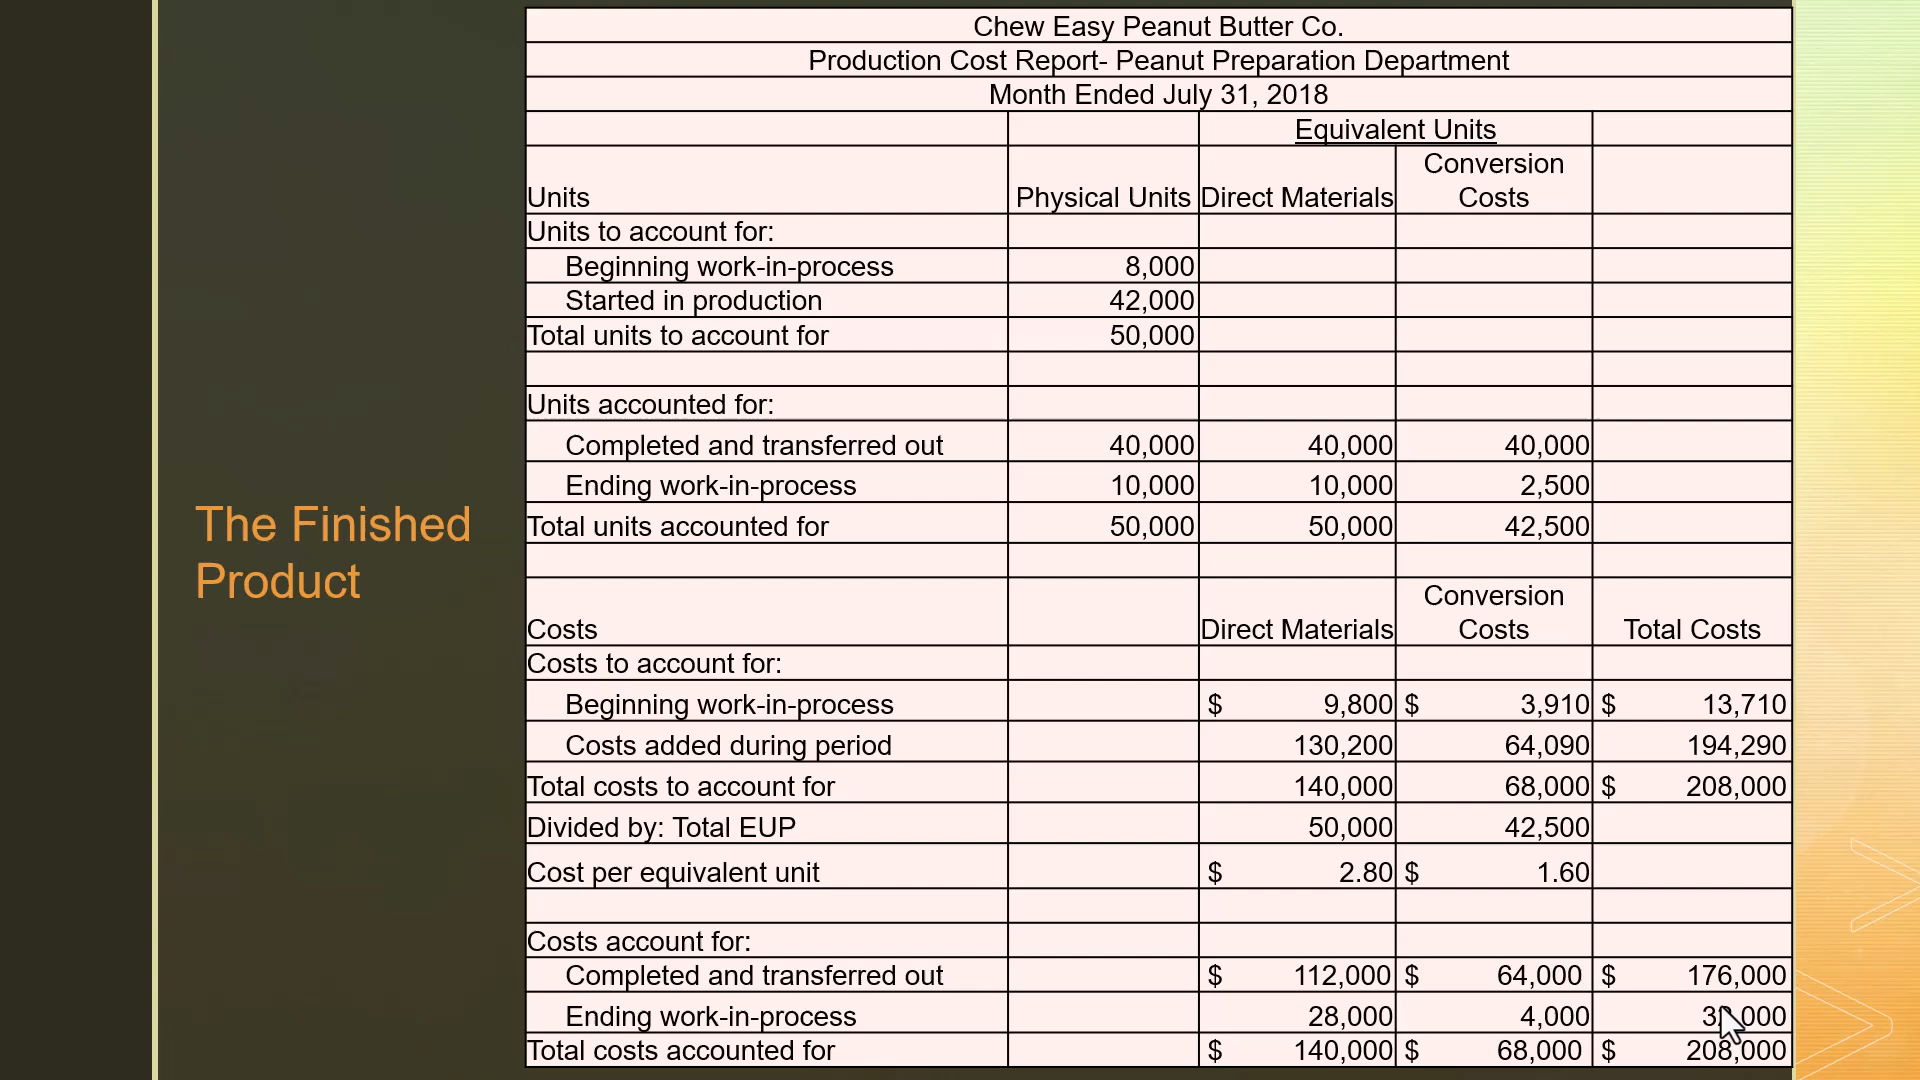 The Finished
Product
Chew Easy Peanut Butter Co.
Production Cost Report- Peanut Preparation Department
Month Ended July 31, 2018
Equivalent Units
Units Physical Units Direct Materials Conversion Costs
Units to account for:
Beginning work-in-process 8,000
Started in production 42,000
Total units to account for 50,000
Units accounted for:
Completed and transferred out 40,000 40,000 40,000
Ending work-in-process 10,000 10,000 2,500
Total units accounted for 50,000 50,000 42,500
Costs Direct Materials Conversion Costs Total Costs
Costs to account for:
Beginning work-in-process $ 9,800 $ 3,910 $ 13,710
Costs added during period 130,200 64,090 194,290
Total costs to account for 140,000 68,000 $ 208,000
Divided by: Total EUP 50,000 42,500
Cost per equivalent unit $ 2.80 $ 1.60
Costs account for:
Completed and transferred out $ 112,000 $ 64,000 $ 176,000
Ending work-in-process 28,000 4,000
Total costs accounted for $ 140,000 $ 68,000 $ 208,000